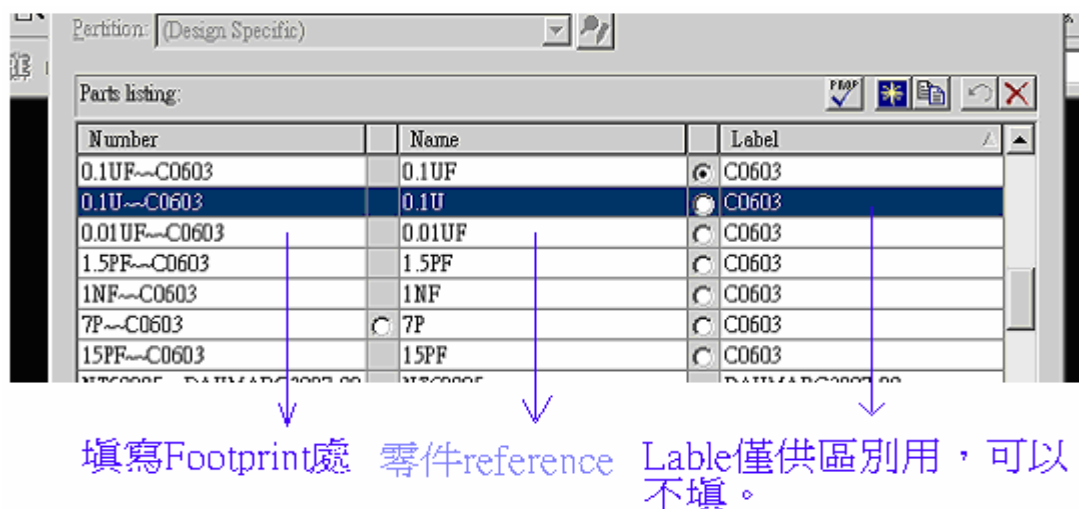 Partition: (Design Specific)
Parts listing:
PROP
Number Name Label
0.1UF~~C0603 0.1UF C0603
0.1U~~C0603 0.1U C0603
0.01UF~~C0603 0.01UF C0603
1.5PF~~C0603 1.5PF C0603
1NF~~C0603 1NF C0603
7P~~C0603 7P C0603
15PF~~C0603 15PF C0603
填寫Footprint處 零件reference Lable僅供區別用，可以
不填。